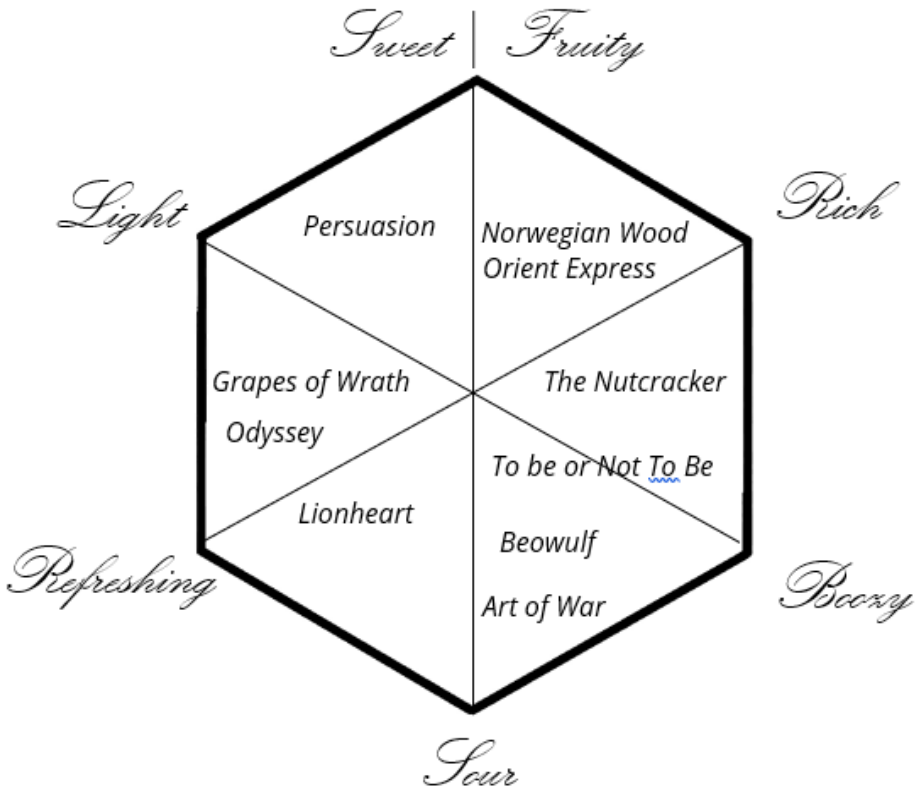 Sweet Fruity
Light
Rich
Persuasion
Norwegian Wood
Orient Express
Grapes of Wrath
The Nutcracker
Odyssey
To be or Not To Be
Lionheart
Beowulf
Art of War
Refreshing
Boozy
Sour